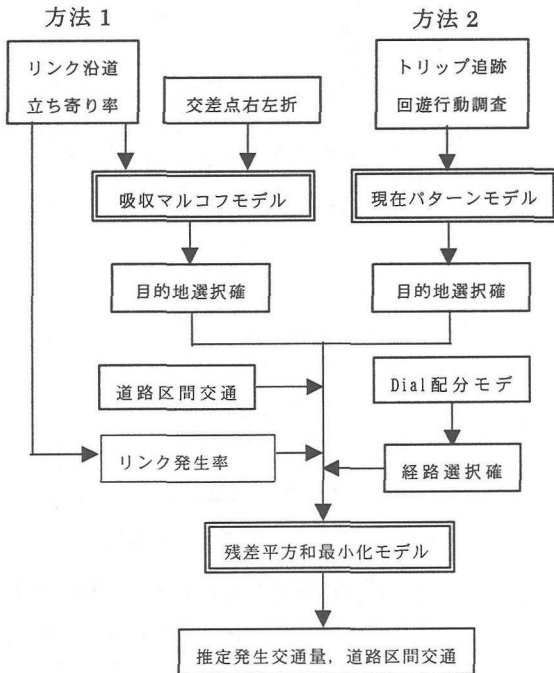 方法1
方法2
リンク沿道
立ち寄り率
交差点右左折
トリップ追跡
回遊行動調査
吸収マルコフモデル
現在パターンモデル
目的地選択確
目的地選択確
道路区間交通
Dial配分モデ
リンク発生率
経路選択確
残差平方和最小化モデル
推定発生交通量，道路区間交通